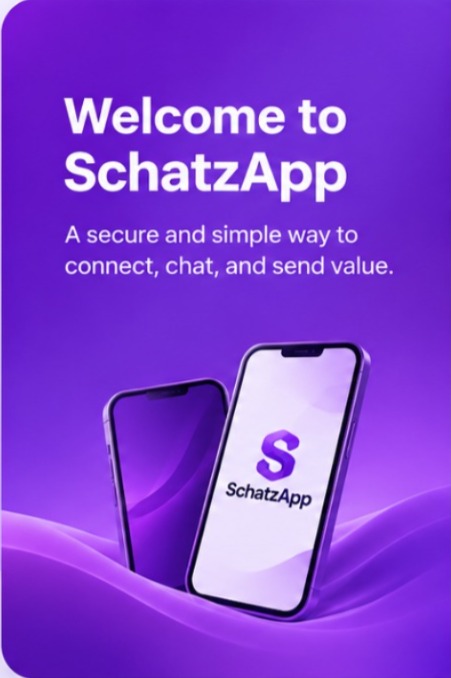 Welcome to
SchatzApp
A secure and simple way to
connect, chat, and send value.
SchatzApp